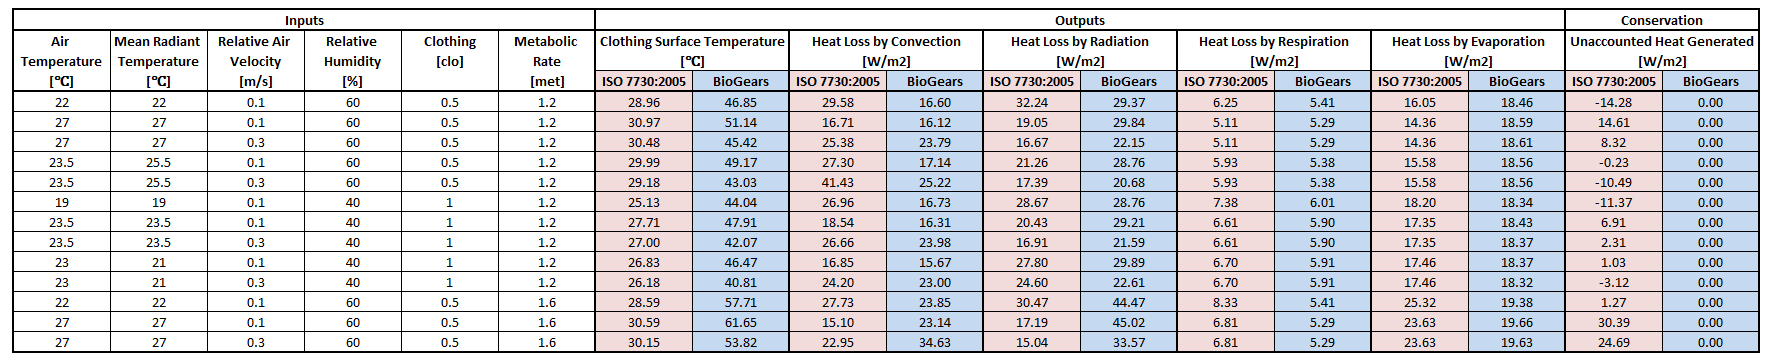 Inputs Outputs Conservation
Air Mean Radiant Relative Air Relative Clothing Metabolic Clothing Surface Temperature Heat Loss by Convection Heat Loss by Radiation Heat Loss by Respiration Heat Loss by Evaporation Unaccounted Heat Generated
Temperature Temperature Velocity Humidity [clo] Rate [℃] [W/m2] [W/m2] [W/m2] [W/m2] [W/m2]
[℃] [℃] [m/s] [%] [met] ISO 7730:2005 BioGears ISO 7730:2005 BioGears ISO 7730:2005 BioGears ISO 7730:2005 BioGears ISO 7730:2005 BioGears ISO 7730:2005 BioGears
22 22 0.1 60 0.5 1.2 28.96 46.85 29.58 16.60 32.24 29.37 6.25 5.41 16.05 18.46 -14.28 0.00
27 27 0.1 60 0.5 1.2 30.97 51.14 16.71 16.12 19.05 29.84 5.11 5.29 14.36 18.59 14.61 0.00
27 27 0.3 60 0.5 1.2 30.48 45.42 25.38 23.79 16.67 22.15 5.11 5.29 14.36 18.61 8.32 0.00
23.5 25.5 0.1 60 0.5 1.2 29.99 49.17 27.30 17.14 21.26 28.76 5.93 5.38 15.58 18.56 -0.23 0.00
23.5 25.5 0.3 60 0.5 1.2 29.18 43.03 41.43 25.22 17.39 20.68 5.93 5.38 15.58 18.56 -10.49 0.00
19 19 0.1 40 1 1.2 25.13 44.04 26.96 16.73 28.67 28.76 7.38 6.01 18.20 18.34 -11.37 0.00
23.5 23.5 0.1 40 1 1.2 27.71 47.91 18.54 16.31 20.43 29.21 6.61 5.90 17.35 18.43 6.91 0.00
23.5 23.5 0.3 40 1 1.2 27.00 42.07 26.66 23.98 16.91 21.59 6.61 5.90 17.35 18.37 2.31 0.00
23 21 0.1 40 1 1.2 26.83 46.47 16.85 15.67 27.80 29.89 6.70 5.91 17.46 18.37 1.03 0.00
23 21 0.3 40 1 1.2 26.18 40.81 24.20 23.00 24.60 22.61 6.70 5.91 17.46 18.32 -3.12 0.00
22 22 0.1 60 0.5 1.6 28.59 57.71 27.73 23.85 30.47 44.47 8.33 5.41 25.32 19.38 1.27 0.00
27 27 0.1 60 0.5 1.6 30.59 61.65 15.10 23.14 17.19 45.02 6.81 5.29 23.63 19.66 30.39 0.00
27 27 0.3 60 0.5 1.6 30.15 53.82 22.95 34.63 15.04 33.57 6.81 5.29 23.63 19.63 24.69 0.00